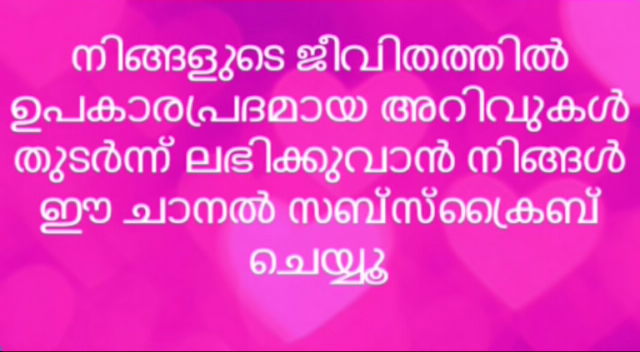 നിങ്ങളുടെ ജീവിതത്തിൽ
ഉപകാരപ്രദമായ അറിവുകൾ
തുടർന്ന് ലഭിക്കുവാൻ നിങ്ങൾ
ഈ ചാനൽ സബ്സ്ക്രൈബ്
ചെയ്യൂ